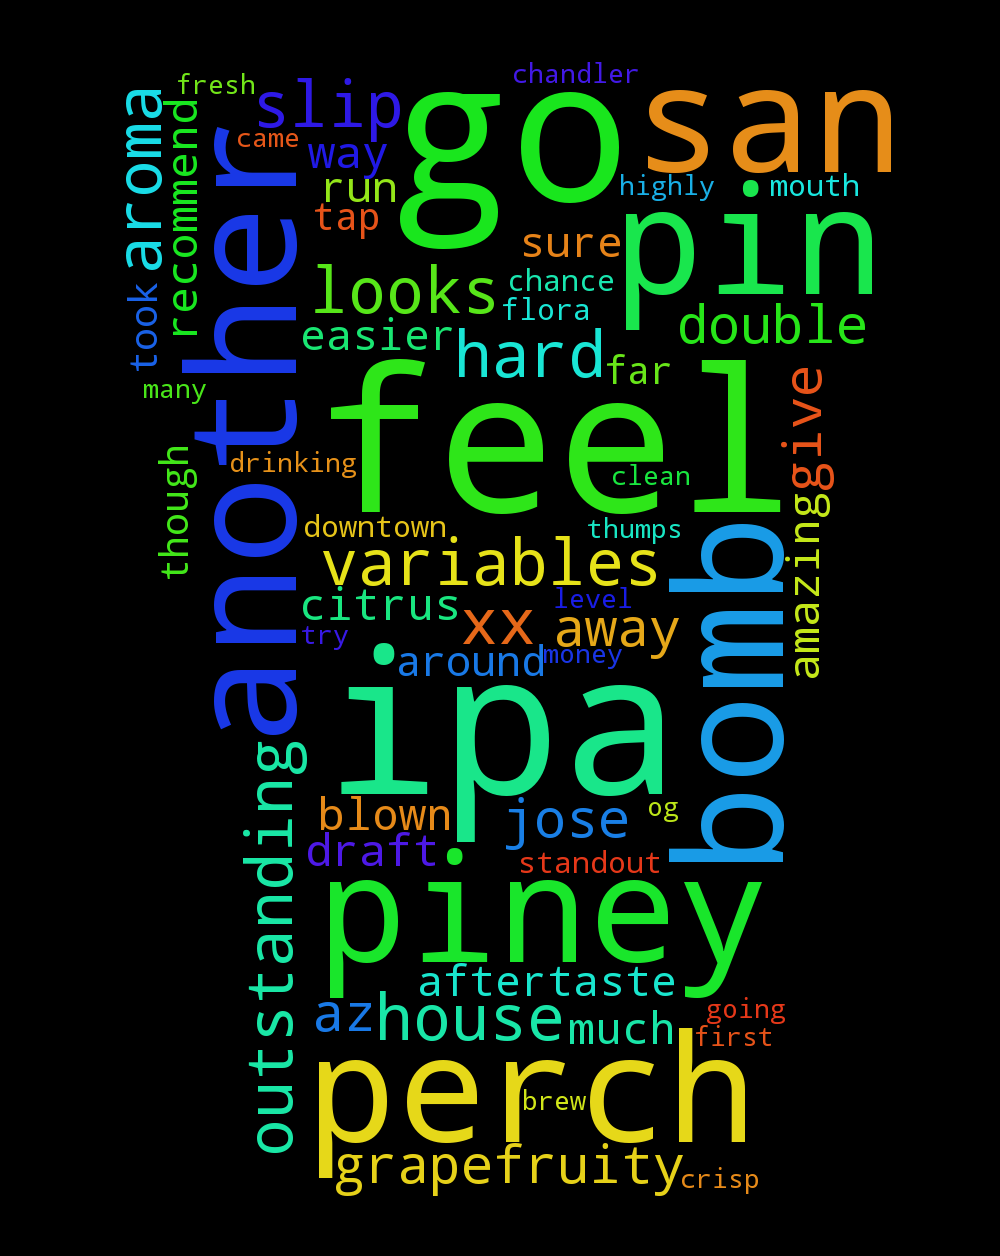 chandler
fresh
slip
go
san
aroma
recommend
came
way
another
run
highly
mouth
tap
pin
sure
looks
chance
took
flora
easier
double
hard
far
many
feel
give
drinking
clean
though
downtown
thumps
amazing
variables
bomb
citrus
level
xx
away
try
around
money
ipa
outstanding
blown
jose
og
draft
standout
piney
aftertaste
az
house
much
going
first
perch
brew
grapefruity
crisp